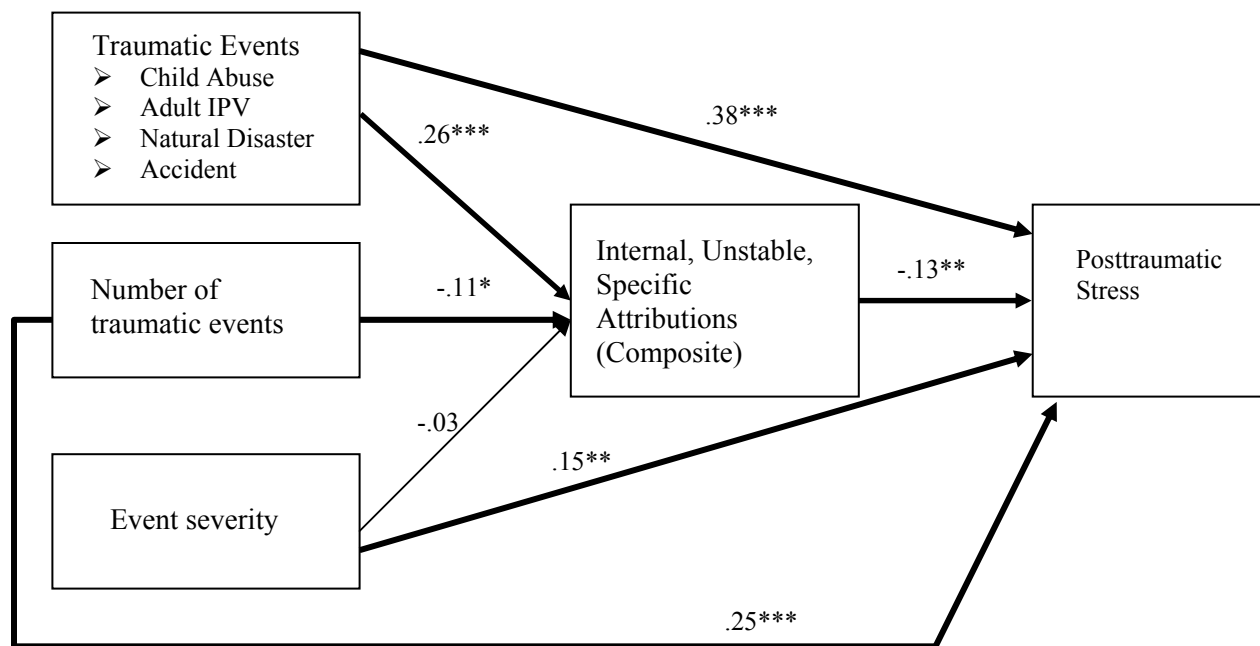 Traumatic Events
➢ Child Abuse
➢ Adult IPV
➢ Natural Disaster
➢ Accident
.38***
.26***
Number of
traumatic events
-.11*
Internal, Unstable,
Specific
Attributions
(Composite)
-.13**
Posttraumatic
Stress
-.03
.15**
Event severity
.25***